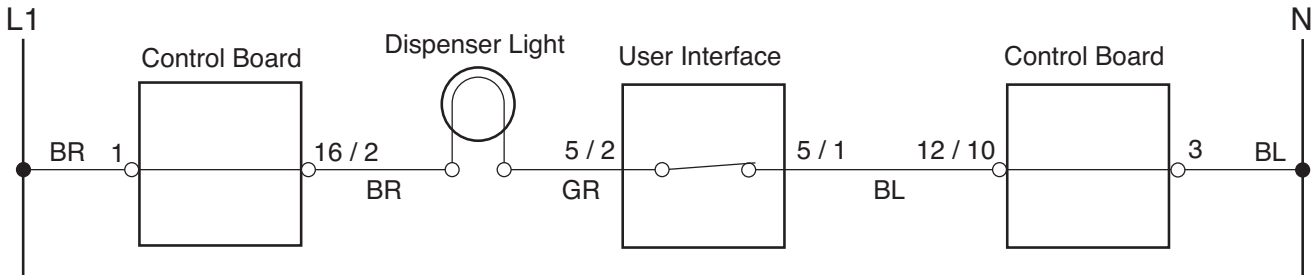 L1
N
Control Board
Dispenser Light
User Interface
Control Board
BR
1
16 / 2
BR
5 / 2
GR
5 / 1
BL
12 / 10
3
BL